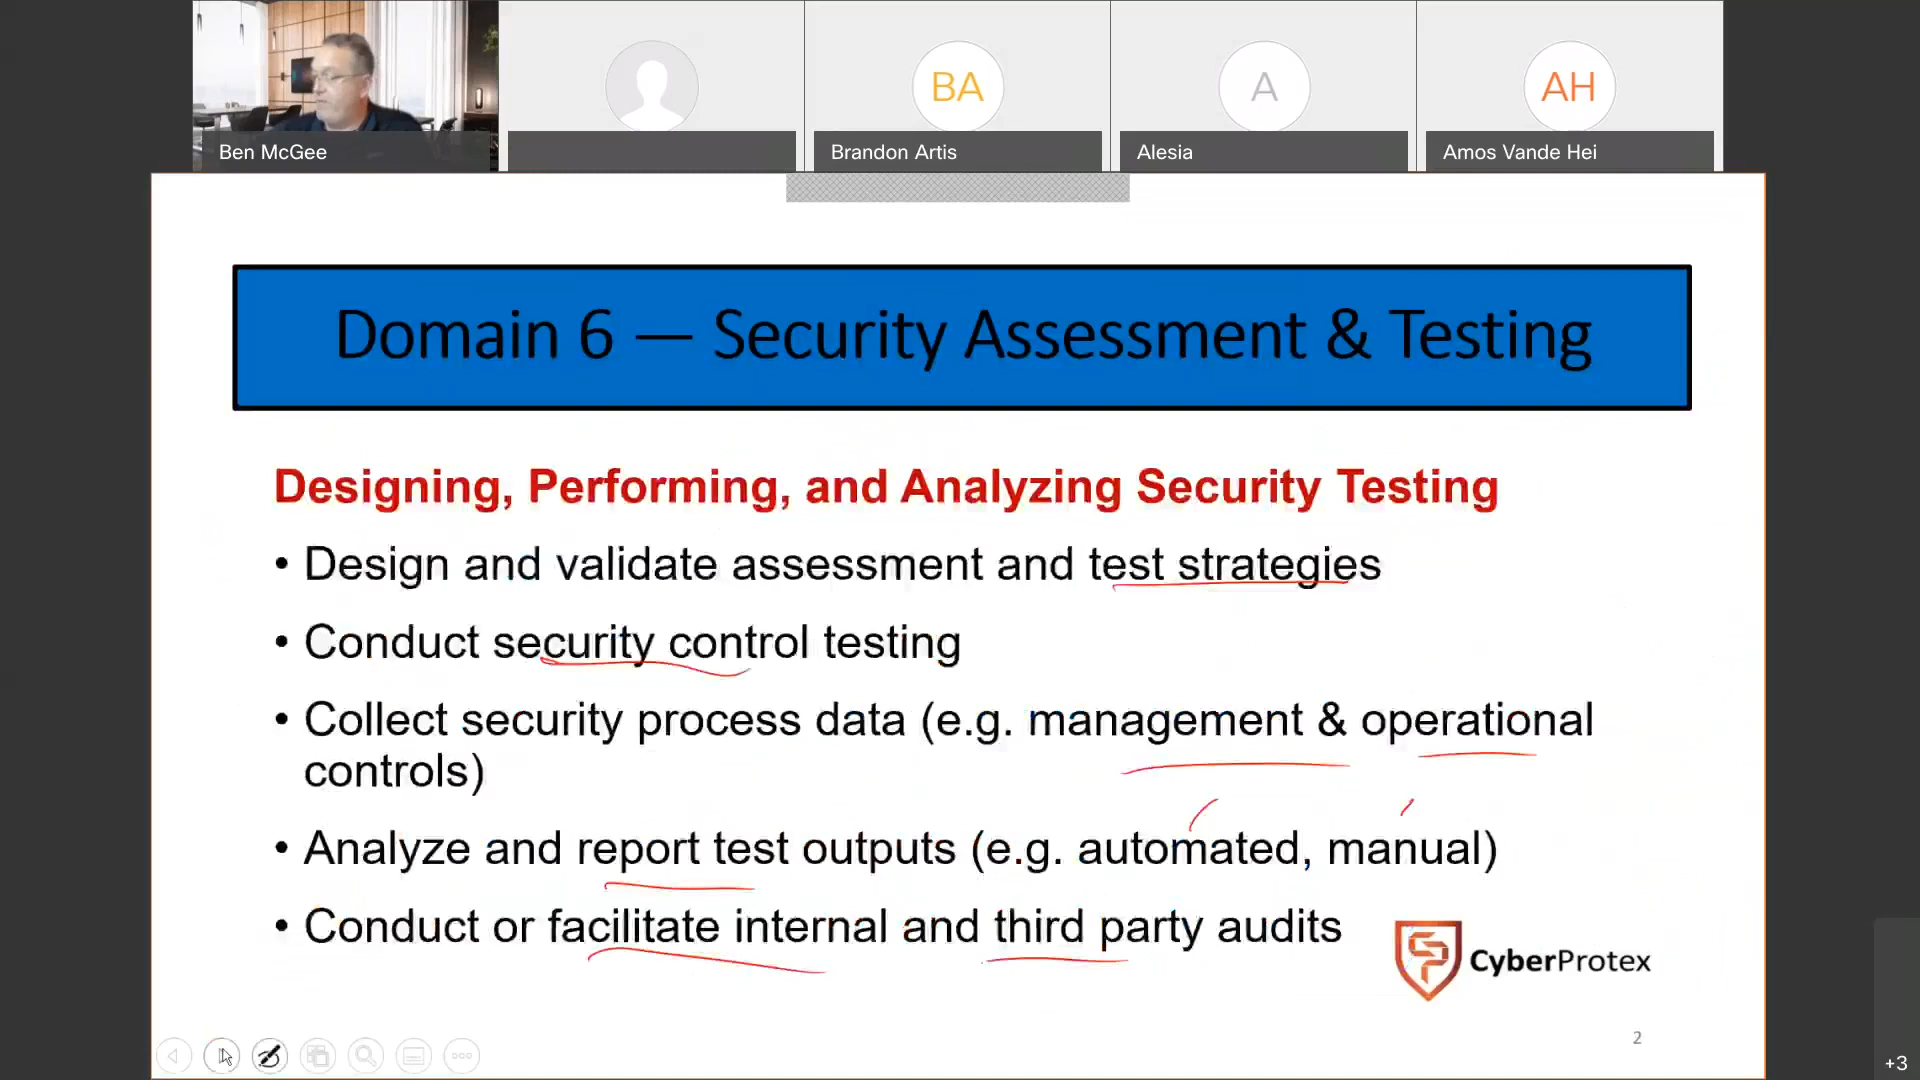 BA
A
AH
Ben McGee
Brandon Artis
Alesia
Amos Vande Hei
Domain 6 — Security Assessment & Testing
Designing, Performing, and Analyzing Security Testing
• Design and validate assessment and test strategies
• Conduct security control testing
• Collect security process data (e.g. management & operational
controls)
• Analyze and report test outputs (e.g. automated, manual)
• Conduct or facilitate internal and third party audits
CyberProtex
2
+3